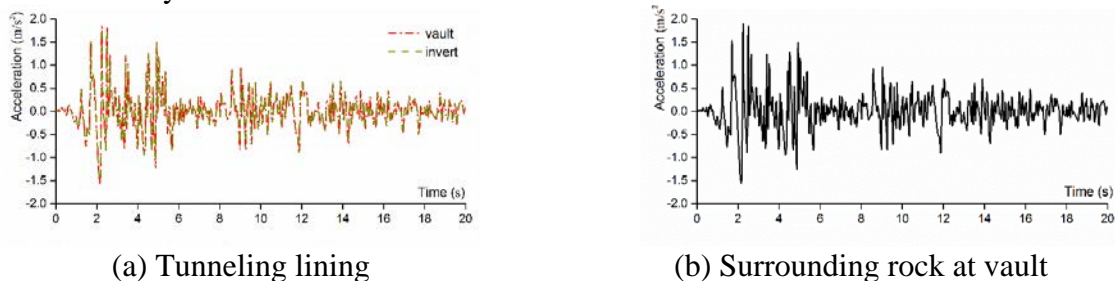 2.0
1.5
1.0
0.5
0.0
-0.5
-1.0
-1.5
2.0
Acceleration (m/s²)
vault
invert
Time (s)
0 2 4 6 8 10 12 14 16 18 20
(a) Tunneling lining
2.0
1.5
1.0
0.5
0.0
-0.5
-1.0
-1.5
2.0
Acceleration (m/s²
Time (s)
0 2 4 6 8 10 12 14 16 18 20
(b) Surrounding rock at vault